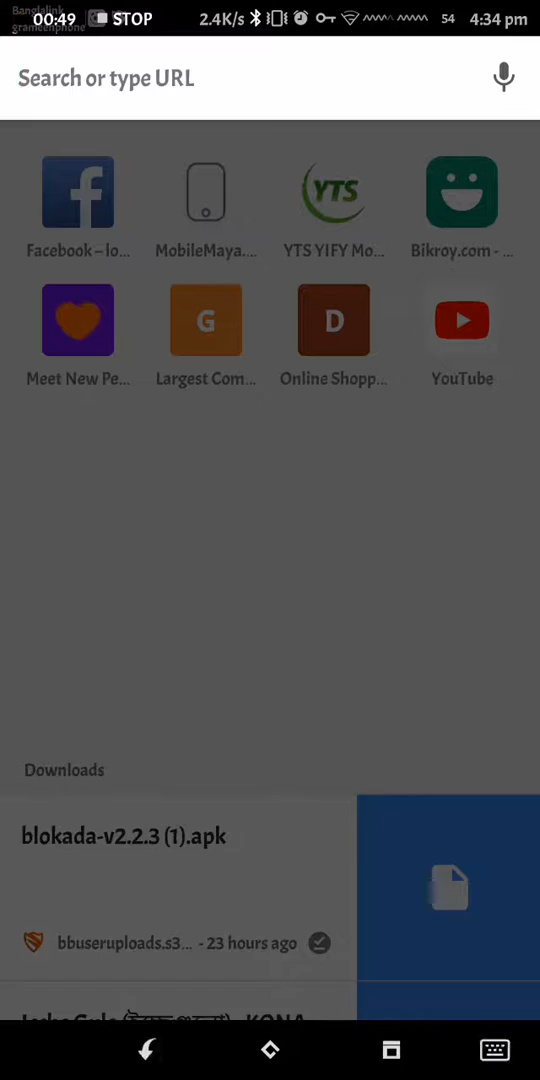 Banglalink
grameenphone
00:49 STOP 2.4K/s 54 4:34 pm
Search or type URL
YTS
Facebook – lo... MobileMaya.... YTS YIFY Mo... Bikroy.com - ...
G D
Meet New Pe... Largest Com... Online Shopp... YouTube
Downloads
blokada-v2.2.3 (1).apk
bbuseruploads.s3... - 23 hours ago